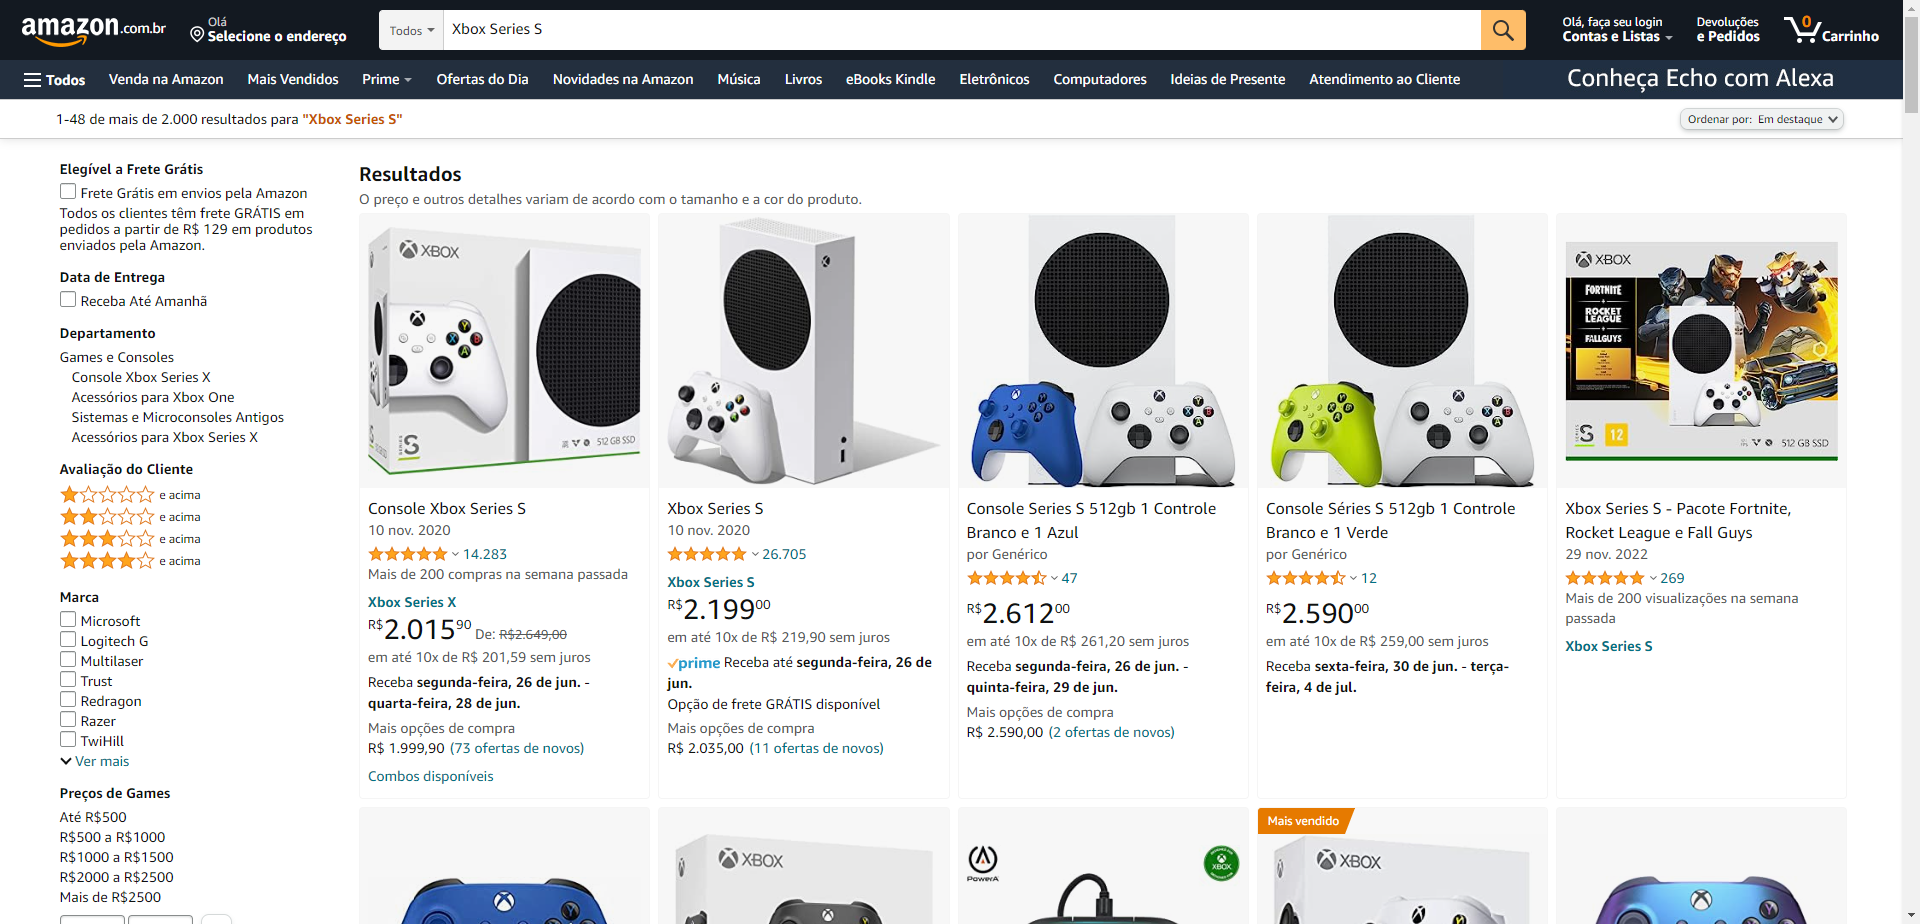 amazon.com.br
Olá
Selecione o endereço
Todos
Xbox Series S
Olá, faça seu login
Contas e Listas
Devoluções
e Pedidos
0
Carrinho
Todos
Venda na Amazon
Mais Vendidos
Prime
Ofertas do Dia
Novidades na Amazon
Música
Livros
eBooks Kindle
Eletrônicos
Computadores
Ideias de Presente
Atendimento ao Cliente
Conheça Echo com Alexa
1-48 de mais de 2.000 resultados para "Xbox Series S"
Ordenar por: Em destaque
Elegível a Frete Grátis
Frete Grátis em envios pela Amazon
Todos os clientes têm frete GRÁTIS em
pedidos a partir de R$ 129 em produtos
enviados pela Amazon.
Data de Entrega
Receba Até Amanhã
Departamento
Games e Consoles
Console Xbox Series X
Acessórios para Xbox One
Sistemas e Microconsoles Antigos
Acessórios para Xbox Series X
Avaliação do Cliente
e acima
e acima
e acima
e acima
Marca
Microsoft
Logitech G
Multilaser
Trust
Redragon
Razer
TwiHill
Ver mais
Preços de Games
Até R$500
R$500 a R$1000
R$1000 a R$1500
R$2000 a R$2500
Mais de R$2500
Resultados
O preço e outros detalhes variam de acordo com o tamanho e a cor do produto.
XBOX
SERIES S
512 GB SSD
Console Xbox Series S
10 nov. 2020
14.283
Mais de 200 compras na semana passada
Xbox Series X
R$2.01590 De: R$2.649,00
em até 10x de R$ 201,59 sem juros
Receba segunda-feira, 26 de jun. -
quarta-feira, 28 de jun.
Mais opções de compra
R$ 1.999,90 (73 ofertas de novos)
Combos disponíveis
Xbox Series S
10 nov. 2020
26.705
Xbox Series S
R$2.19900
em até 10x de R$ 219,90 sem juros
prime Receba até segunda-feira, 26 de
jun.
Opção de frete GRÁTIS disponível
Mais opções de compra
R$ 2.035,00 (11 ofertas de novos)
Console Series S 512gb 1 Controle
Branco e 1 Azul
por Genérico
47
R$2.61200
em até 10x de R$ 261,20 sem juros
Receba segunda-feira, 26 de jun. -
quinta-feira, 29 de jun.
Mais opções de compra
R$ 2.590,00 (2 ofertas de novos)
Console Séries S 512gb 1 Controle
Branco e 1 Verde
por Genérico
12
R$2.59000
em até 10x de R$ 259,00 sem juros
Receba sexta-feira, 30 de jun. - terça-
feira, 4 de jul.
XBOX
FORTNITE
ROCKET
LEAGUE
FALLGUYS
SERIES S
12
512 GB SSD
Xbox Series S - Pacote Fortnite,
Rocket League e Fall Guys
29 nov. 2022
269
Mais de 200 visualizações na semana
passada
Xbox Series S
XBOX
PowerA
XBOX
Mais vendido
XBOX